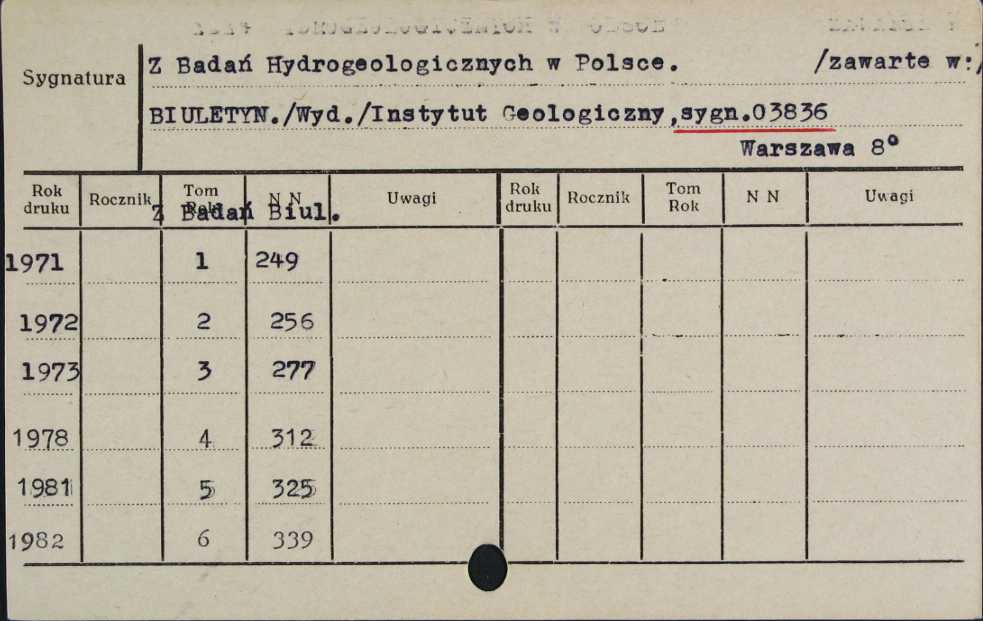 Sygnatura
Z Badań Hydrogeologicznych w Polsce. /zawarte w:/
BIULETYN./Wyd./Instytut Geologiczny,sygn.03836
Warszawa 8°
Rok druku Rocznik Tom Rok N N Uwagi Rok druku Rocznik Tom Rok N N Uwagi
Z Badań Biul.
1971 1 249
1972 2 256
1973 3 277
1978 4 312
1981 5 325
1982 6 339